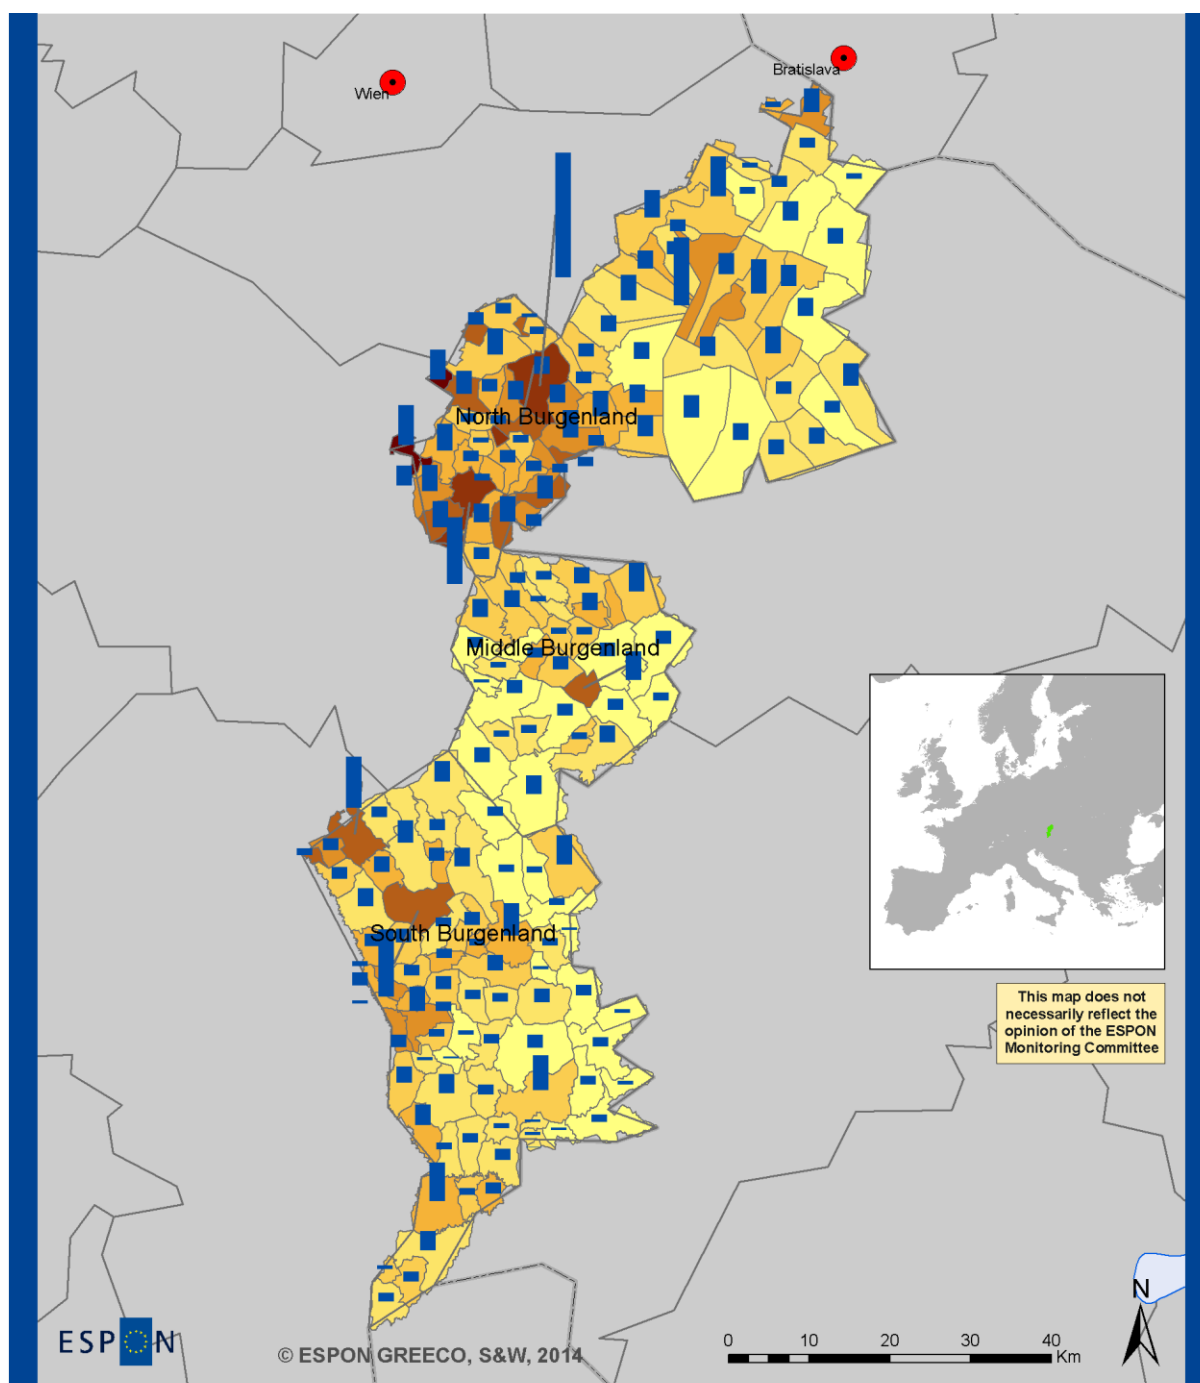 Bratislava
Wien
North Burgenland
Middle Burgenland
South Burgenland
This map does not
necessarily reflect the
opinion of the ESPON
Monitoring Committee
N
ESPON
© ESPON GREECO, S&W, 2014
0 10 20 30 40
Km